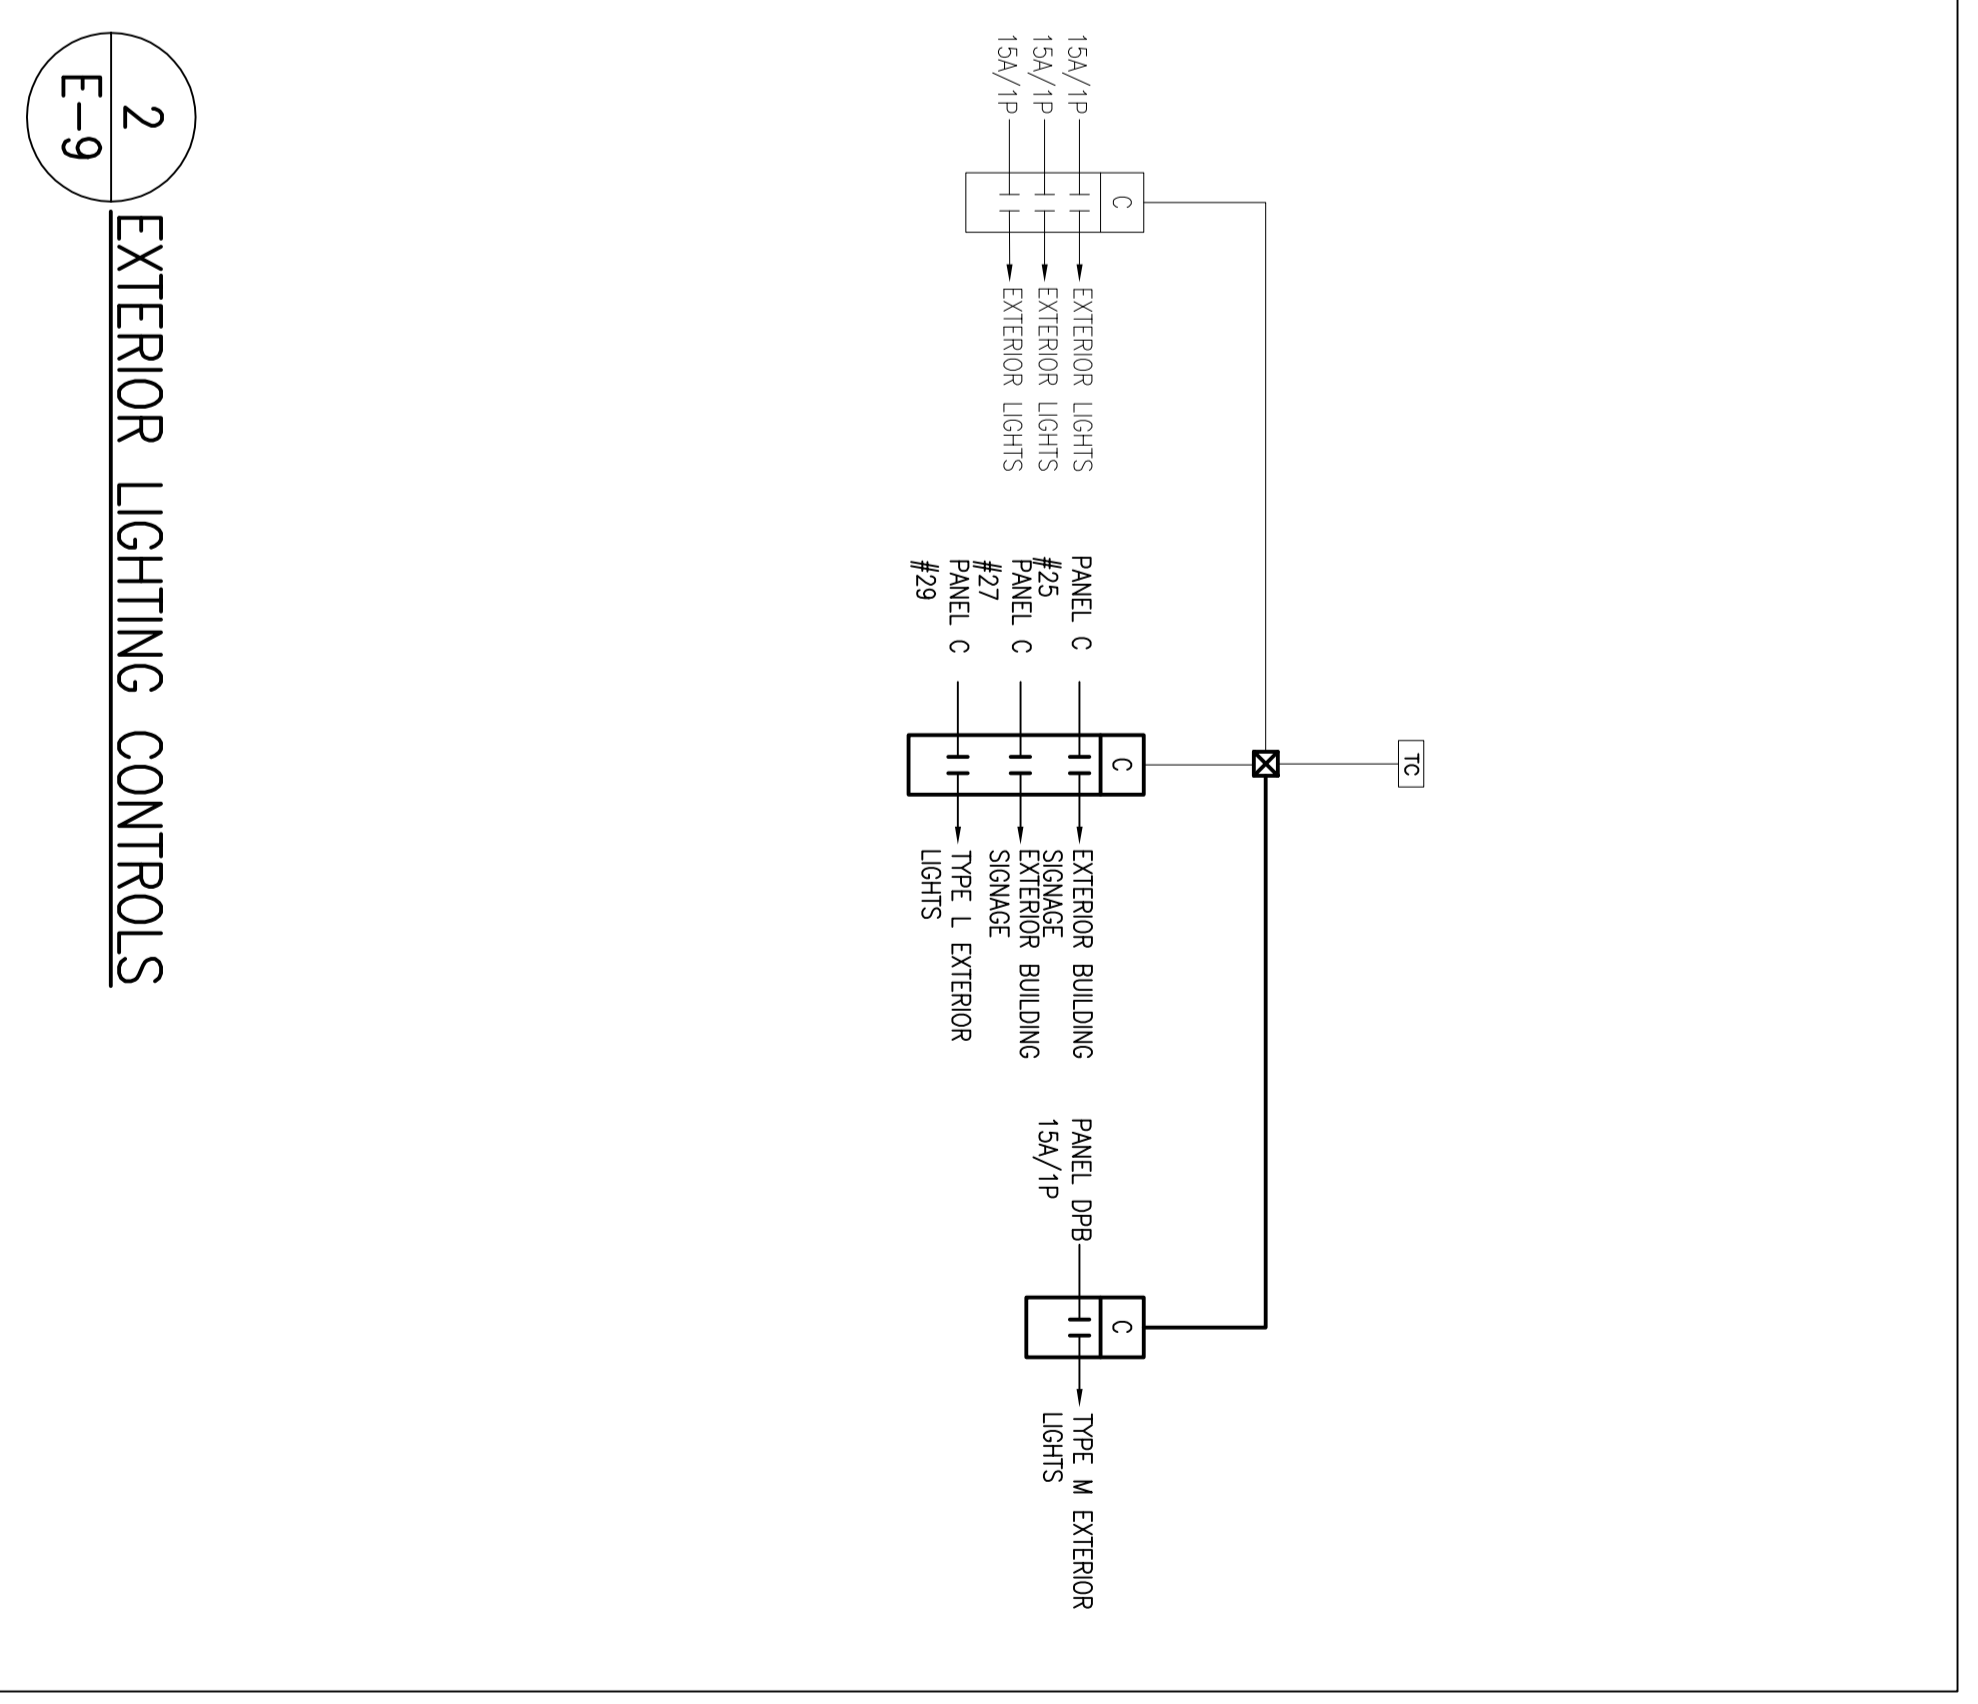 TC
C
15A/1P
EXTERIOR LIGHTS
15A/1P
EXTERIOR LIGHTS
15A/1P
EXTERIOR LIGHTS
C
PANEL C
#25
EXTERIOR BUILDING
SIGNAGE
PANEL C
#27
EXTERIOR BUILDING
SIGNAGE
PANEL C
#29
TYPE L EXTERIOR
LIGHTS
C
PANEL DPB
15A/1P
TYPE M EXTERIOR
LIGHTS
2
E-9
EXTERIOR LIGHTING CONTROLS